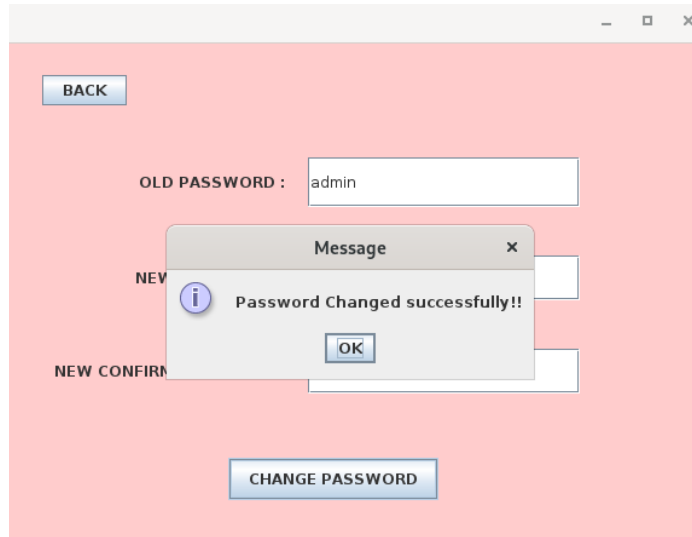 BACK
OLD PASSWORD : admin
Message
NEW
Password Changed successfully!!
OK
NEW CONFIRM
CHANGE PASSWORD